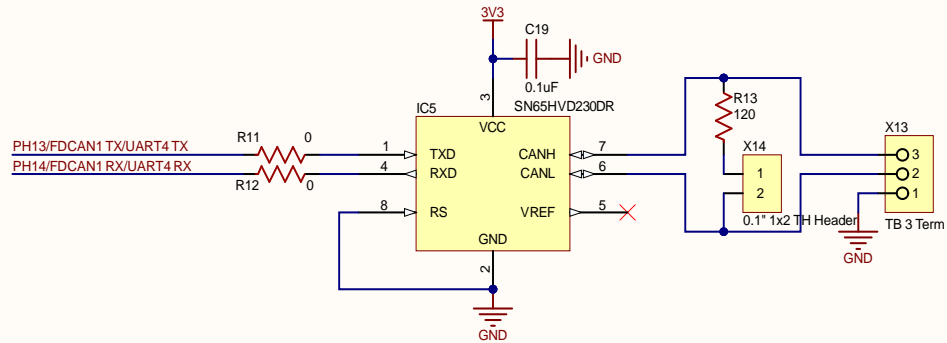 3V3
C19
GND
0.1uF
SN65HVD230DR
IC5
3
VCC
R13
120
X13
PH13/FDCAN1 TX/UART4 TX
R11
0
1
TXD
CANH
7
X14
3
PH14/FDCAN1 RX/UART4 RX
R12
0
4
RXD
CANL
6
1
2
2
1
8
RS
VREF
5
0.1" 1x2 TH Header
TB 3 Term
GND
2
GND
GND